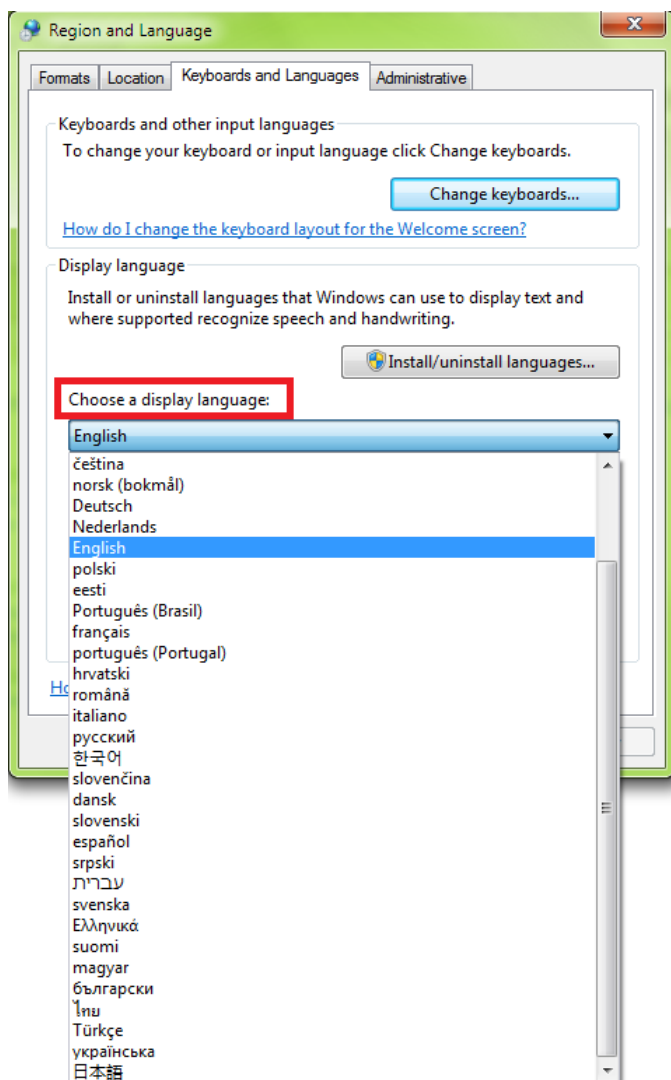 Region and Language
Formats Location Keyboards and Languages Administrative
Keyboards and other input languages
To change your keyboard or input language click Change keyboards.
Change keyboards...
How do I change the keyboard layout for the Welcome screen?
Display language
Install or uninstall languages that Windows can use to display text and
where supported recognize speech and handwriting.
Install/uninstall languages...
Choose a display language:
English
čeština
norsk (bokmål)
Deutsch
Nederlands
English
polski
eesti
Português (Brasil)
français
português (Portugal)
hrvatski
română
italiano
русский
한국어
slovenčina
dansk
slovenski
español
srpski
עברית
svenska
Ελληνικά
suomi
magyar
български
ไทย
Türkçe
українська
日本語